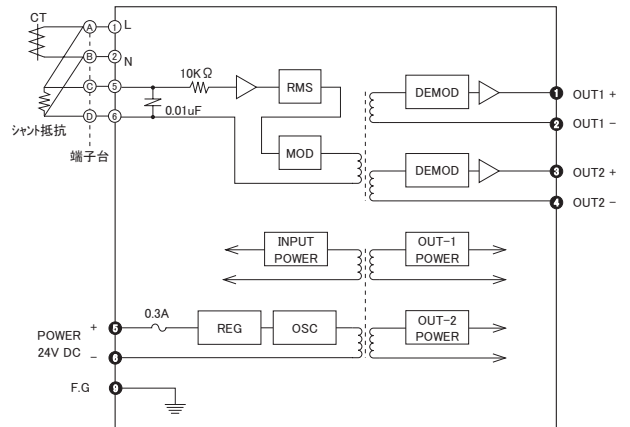 CT
A 1 L
B 2 N
C 5
D 6
シャント抵抗
端子台
10KΩ
0.01uF
RMS
MOD
DEMOD
1 OUT1 +
2 OUT1 −
DEMOD
3 OUT2 +
4 OUT2 −
INPUT
POWER
OUT-1
POWER
0.3A
REG
OSC
OUT-2
POWER
POWER
24V DC
+ 5
−
F.G